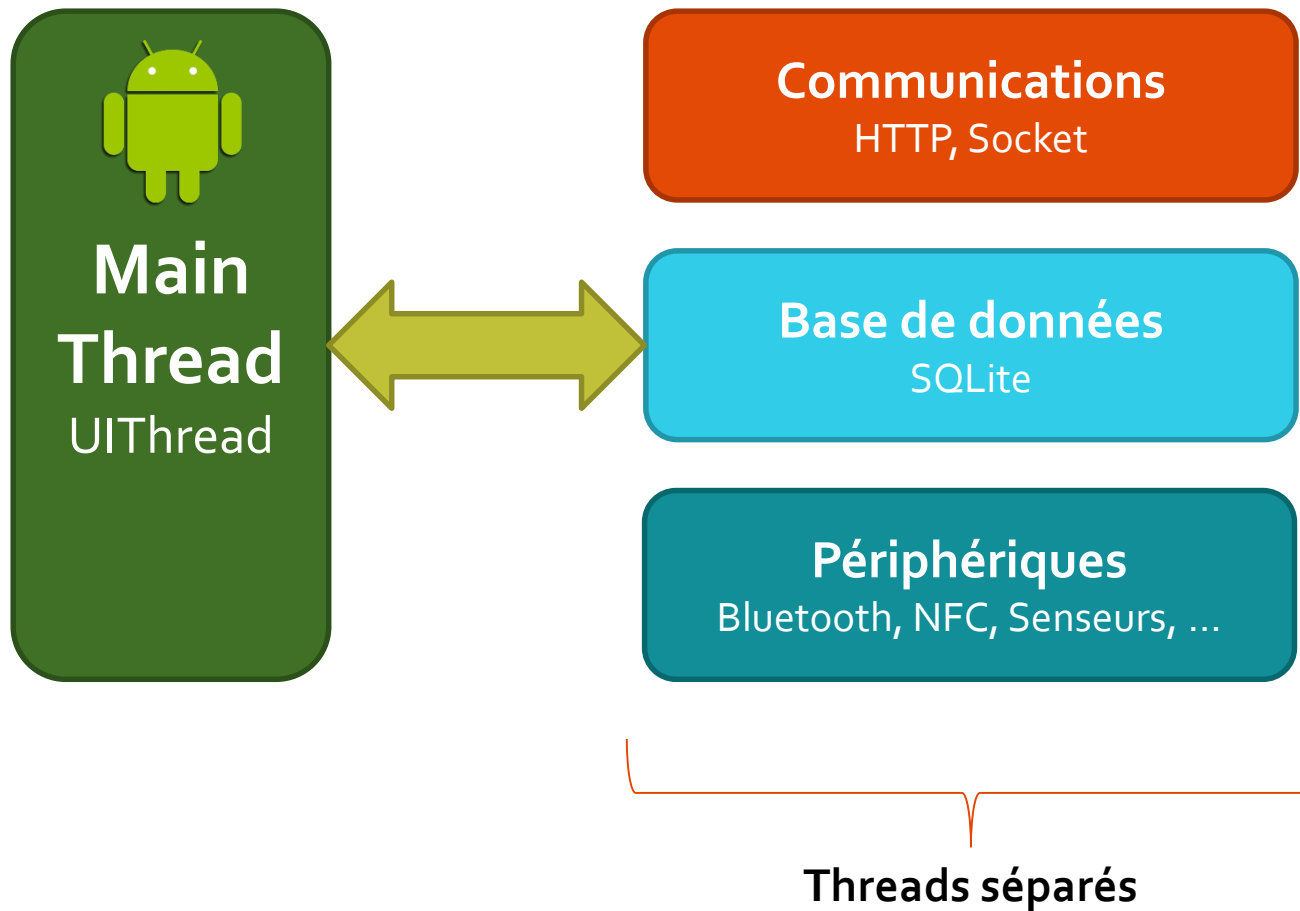 Main
Thread
UIThread
Communications
HTTP, Socket
Base de données
SQLite
Périphériques
Bluetooth, NFC, Senseurs, ...
Threads séparés